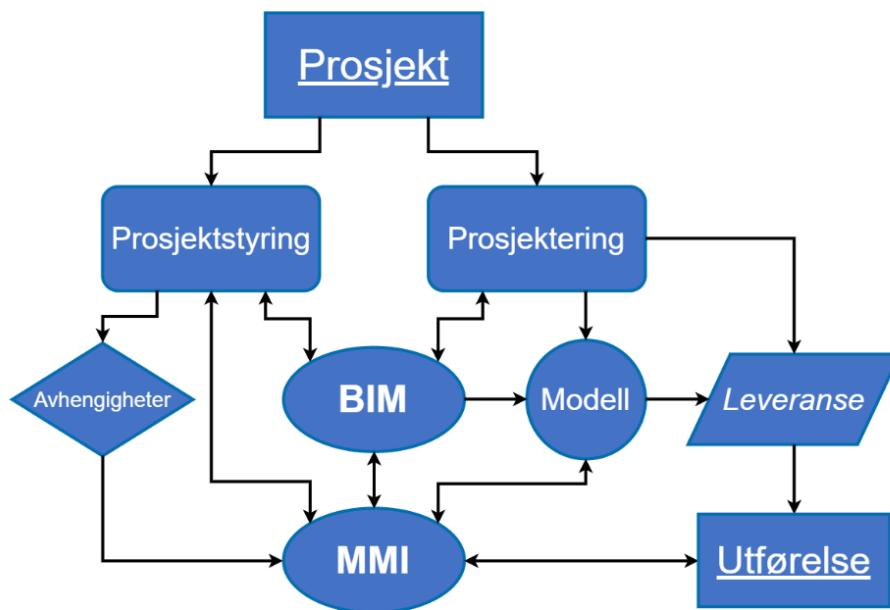 Prosjekt
Prosjektstyring
Prosjektering
Avhengigheter
BIM
Modell
Leveranse
MMI
Utførelse